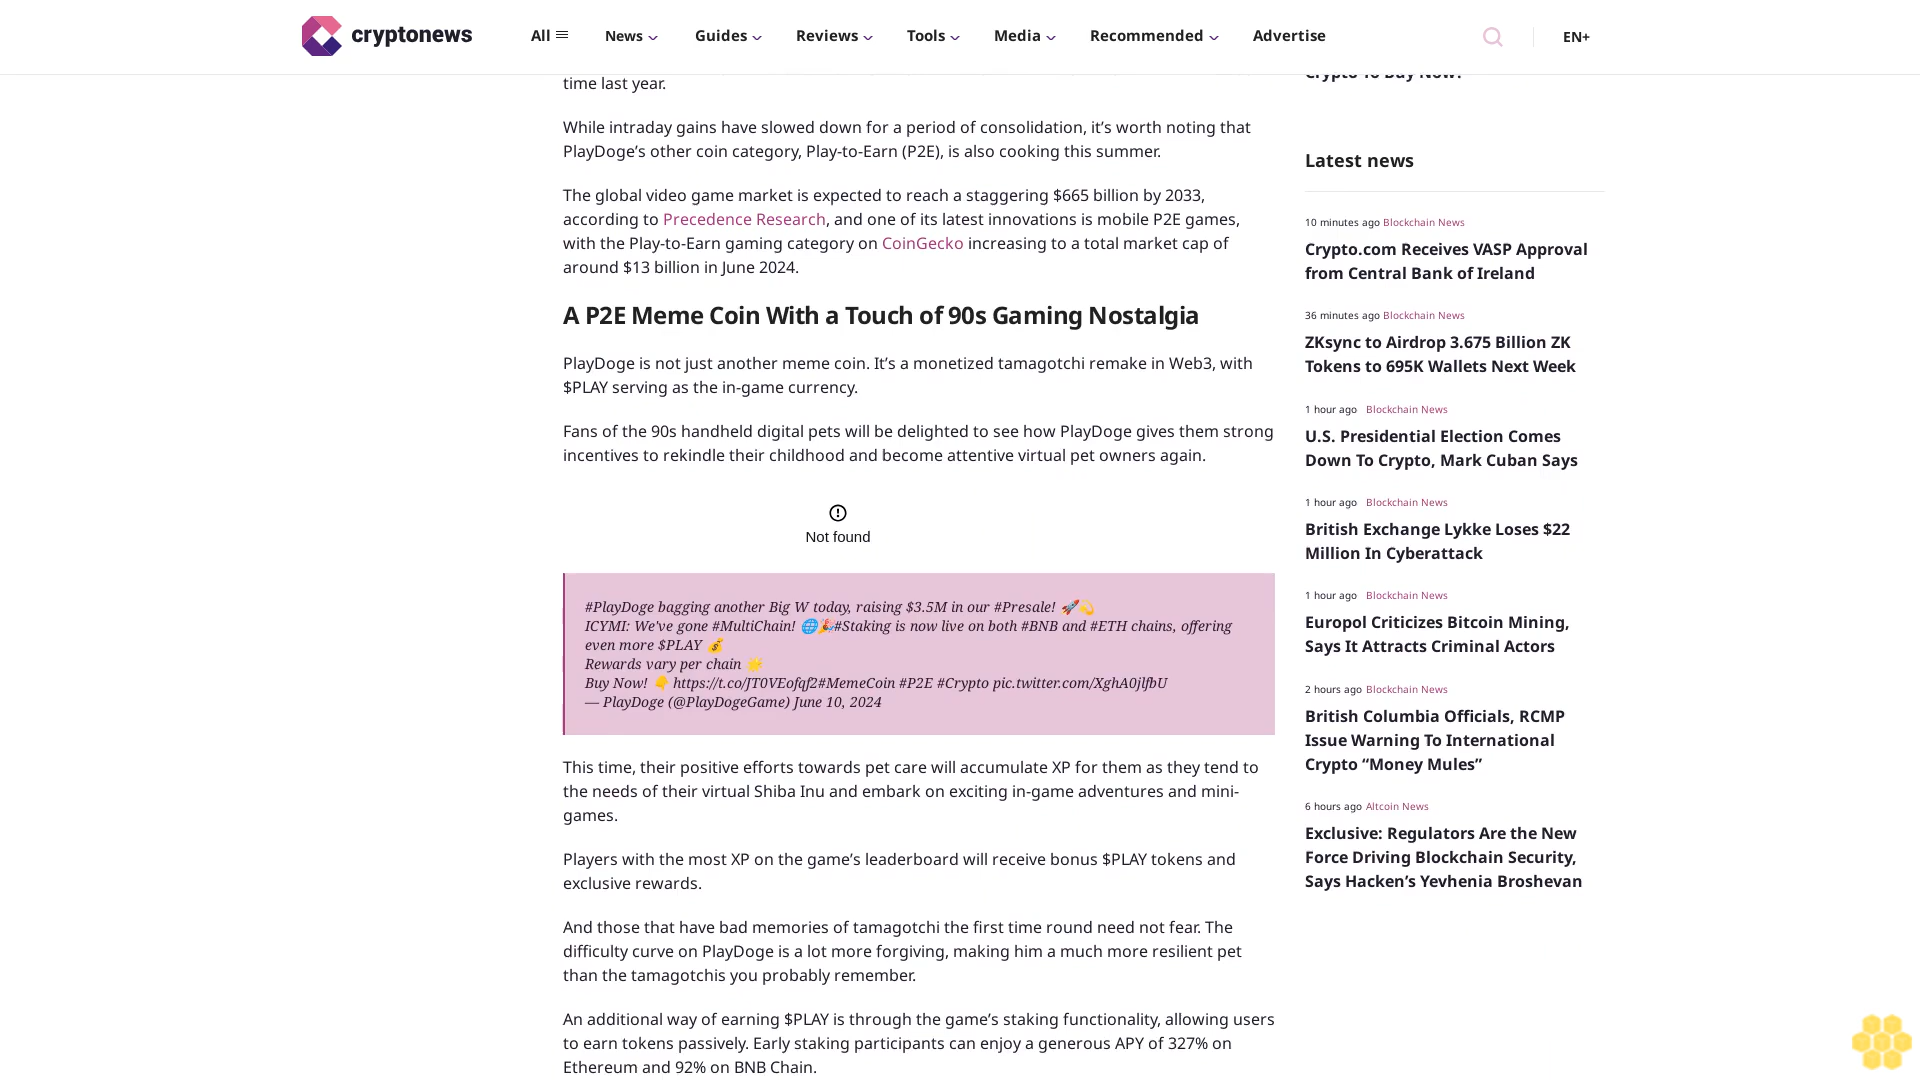 cryptonews
All
News
Guides
Reviews
Tools
Media
Recommended
Advertise
EN+
time last year.
While intraday gains have slowed down for a period of consolidation, it’s worth noting that
PlayDoge’s other coin category, Play-to-Earn (P2E), is also cooking this summer.
The global video game market is expected to reach a staggering $665 billion by 2033,
according to Precedence Research, and one of its latest innovations is mobile P2E games,
with the Play-to-Earn gaming category on CoinGecko increasing to a total market cap of
around $13 billion in June 2024.
A P2E Meme Coin With a Touch of 90s Gaming Nostalgia
PlayDoge is not just another meme coin. It’s a monetized tamagotchi remake in Web3, with
$PLAY serving as the in-game currency.
Fans of the 90s handheld digital pets will be delighted to see how PlayDoge gives them strong
incentives to rekindle their childhood and become attentive virtual pet owners again.
Not found
#PlayDoge bagging another Big W today, raising $3.5M in our #Presale! 🚀💫
ICYMI: We've gone #MultiChain! 🌐🎉#Staking is now live on both #BNB and #ETH chains, offering
even more $PLAY 💰
Rewards vary per chain 🌟
Buy Now! 👇 https://t.co/JT0VEofqf2#MemeCoin #P2E #Crypto pic.twitter.com/XghA0jlfbU
— PlayDoge (@PlayDogeGame) June 10, 2024
This time, their positive efforts towards pet care will accumulate XP for them as they tend to
the needs of their virtual Shiba Inu and embark on exciting in-game adventures and mini-
games.
Players with the most XP on the game’s leaderboard will receive bonus $PLAY tokens and
exclusive rewards.
And those that have bad memories of tamagotchi the first time round need not fear. The
difficulty curve on PlayDoge is a lot more forgiving, making him a much more resilient pet
than the tamagotchis you probably remember.
An additional way of earning $PLAY is through the game’s staking functionality, allowing users
to earn tokens passively. Early staking participants can enjoy a generous APY of 327% on
Ethereum and 92% on BNB Chain.
Crypto To Buy Now?
Latest news
10 minutes ago Blockchain News
Crypto.com Receives VASP Approval
from Central Bank of Ireland
36 minutes ago Blockchain News
ZKsync to Airdrop 3.675 Billion ZK
Tokens to 695K Wallets Next Week
1 hour ago Blockchain News
U.S. Presidential Election Comes
Down To Crypto, Mark Cuban Says
1 hour ago Blockchain News
British Exchange Lykke Loses $22
Million In Cyberattack
1 hour ago Blockchain News
Europol Criticizes Bitcoin Mining,
Says It Attracts Criminal Actors
2 hours ago Blockchain News
British Columbia Officials, RCMP
Issue Warning To International
Crypto “Money Mules”
6 hours ago Altcoin News
Exclusive: Regulators Are the New
Force Driving Blockchain Security,
Says Hacken’s Yevhenia Broshevan